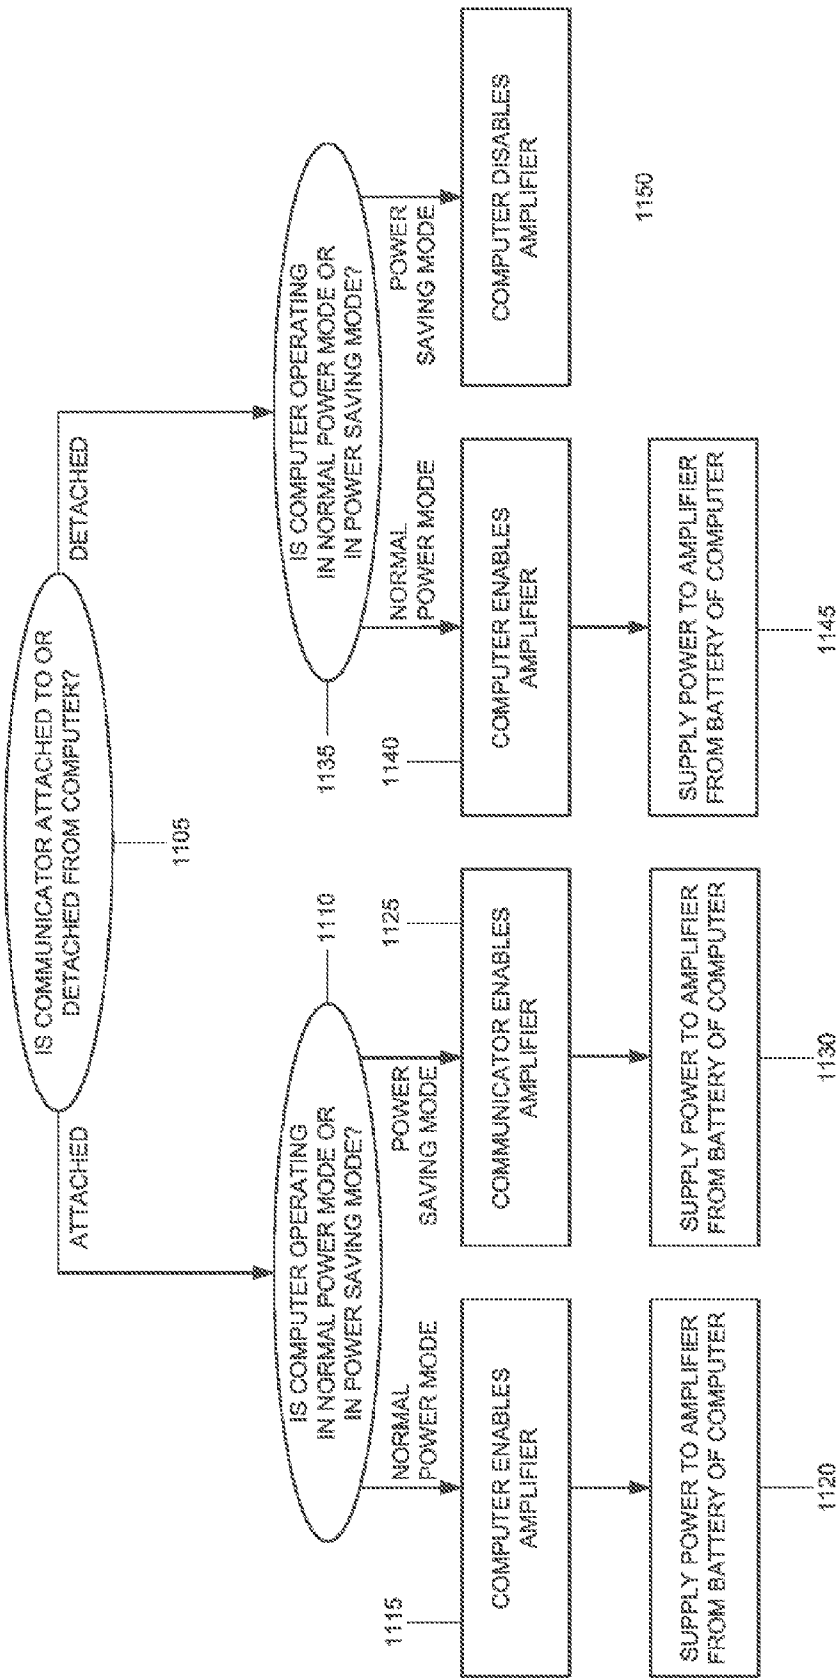 IS COMMUNICATOR ATTACHED TO OR
DETACHED FROM COMPUTER?
1105
ATTACHED
DETACHED
IS COMPUTER OPERATING
IN NORMAL POWER MODE OR
IN POWER SAVING MODE?
1110
IS COMPUTER OPERATING
IN NORMAL POWER MODE OR
IN POWER SAVING MODE?
1135
NORMAL
POWER MODE
POWER
SAVING MODE
NORMAL
POWER MODE
POWER
SAVING MODE
1115
COMPUTER ENABLES
AMPLIFIER
1125
COMMUNICATOR ENABLES
AMPLIFIER
1140
COMPUTER ENABLES
AMPLIFIER
COMPUTER DISABLES
AMPLIFIER
1150
SUPPLY POWER TO AMPLIFIER
FROM BATTERY OF COMPUTER
1120
SUPPLY POWER TO AMPLIFIER
FROM BATTERY OF COMPUTER
1130
SUPPLY POWER TO AMPLIFIER
FROM BATTERY OF COMPUTER
1145